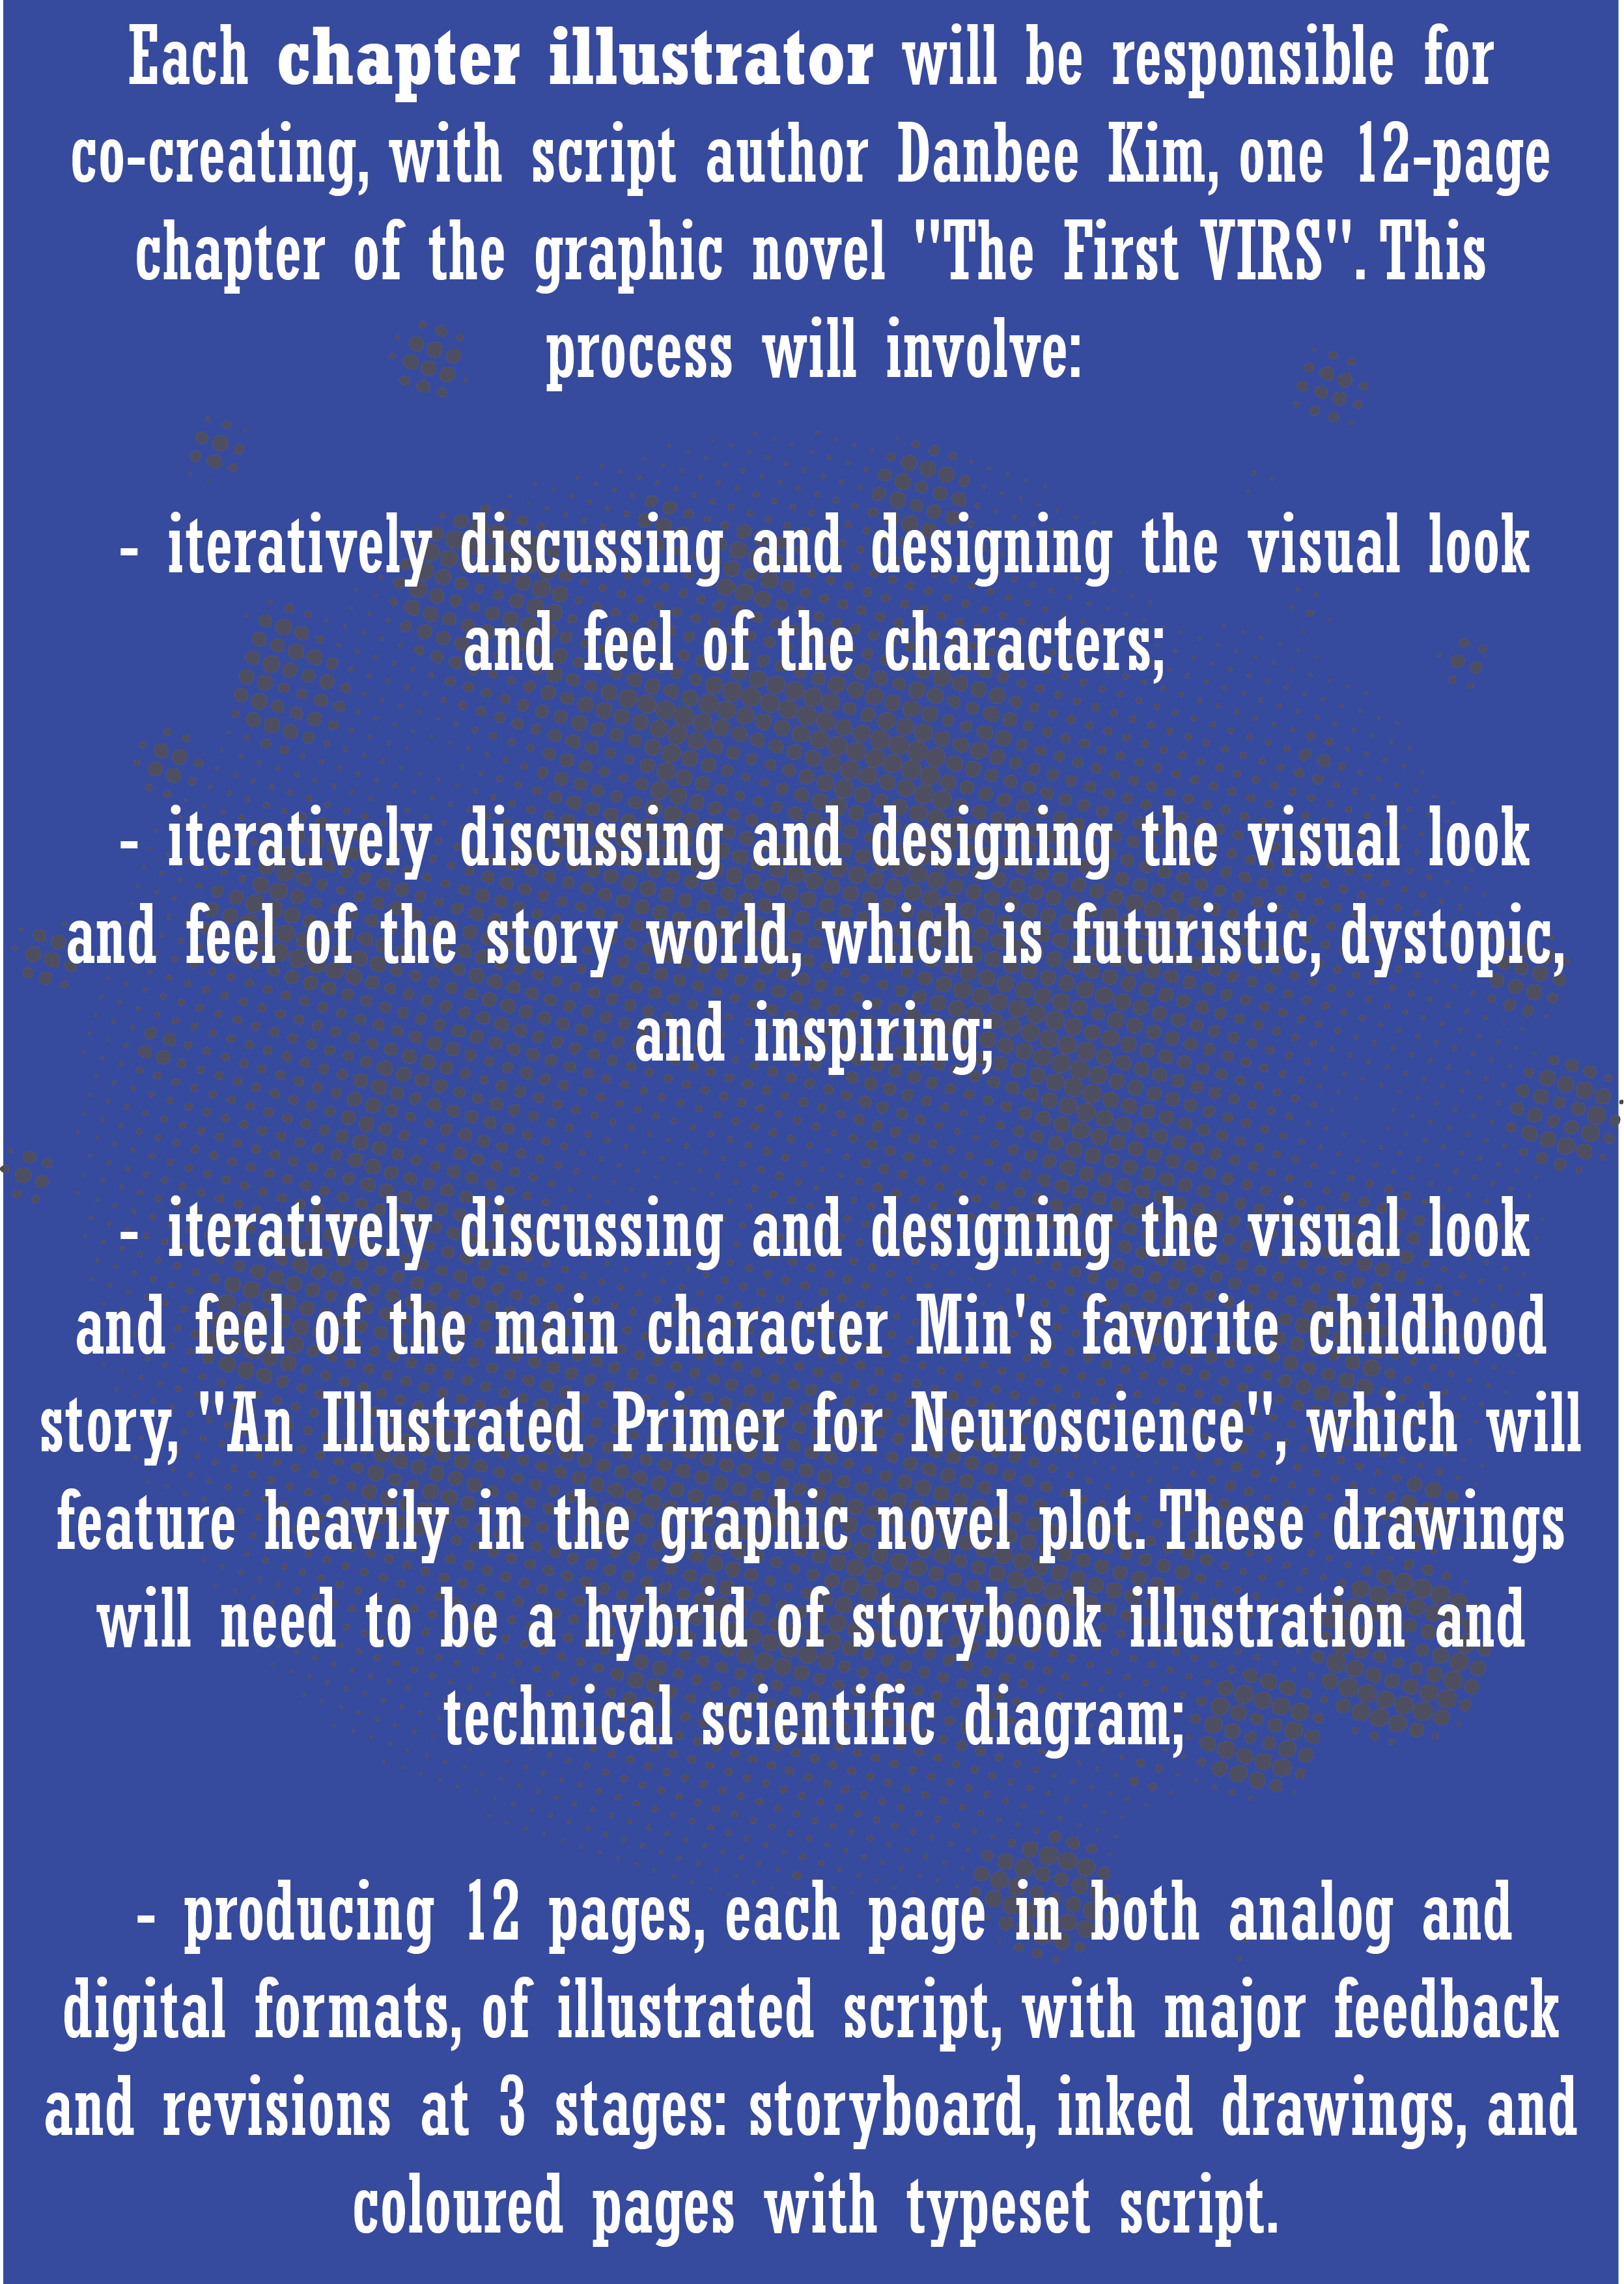 Each chapter illustrator will be responsible for
co-creating, with script author Danbee Kim, one 12-page
chapter of the graphic novel "The First VIRS". This
process will involve:
- iteratively discussing and designing the visual look
and feel of the characters;
- iteratively discussing and designing the visual look
and feel of the story world, which is futuristic, dystopic,
and inspiring;
- iteratively discussing and designing the visual look
and feel of the main character Min's favorite childhood
story, "An Illustrated Primer for Neuroscience", which will
feature heavily in the graphic novel plot. These drawings
will need to be a hybrid of storybook illustration and
technical scientific diagram;
- producing 12 pages, each page in both analog and
digital formats, of illustrated script, with major feedback
and revisions at 3 stages: storyboard, inked drawings, and
coloured pages with typeset script.